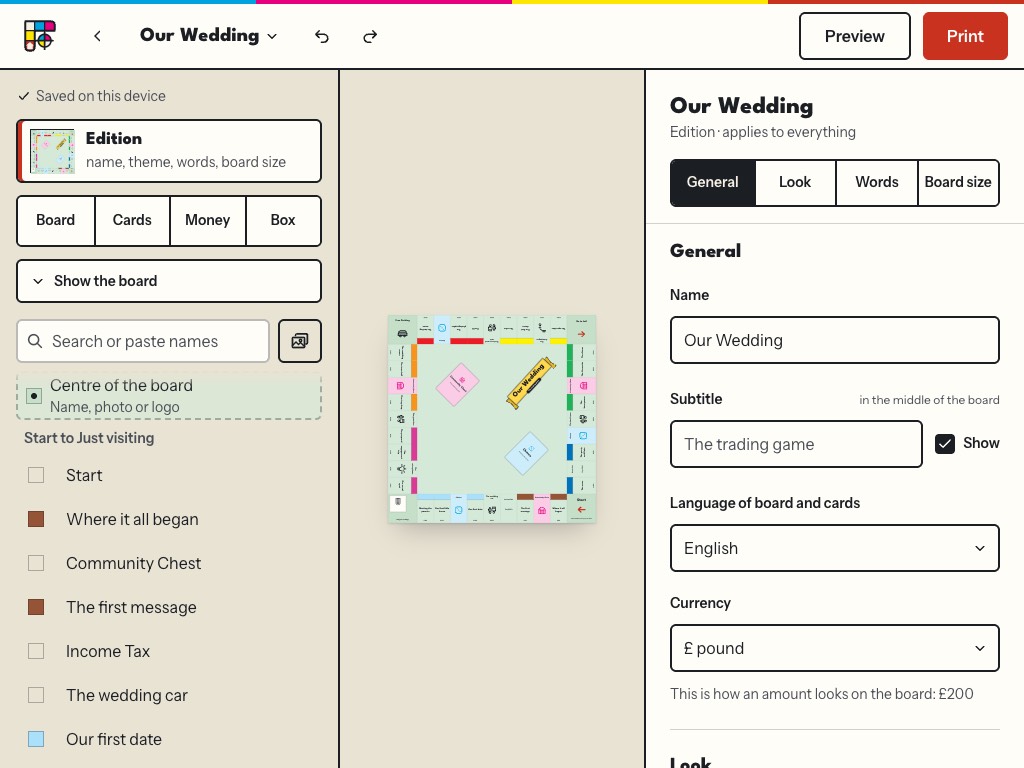 Our Wedding
Preview
Print
Saved on this device
Edition
name, theme, words, board size
Board
Cards
Money
Box
Show the board
Search or paste names
Centre of the board
Name, photo or logo
Start to Just visiting
Start
Where it all began
Community Chest
The first message
Income Tax
The wedding car
Our first date
Our Wedding
Our Wedding
Edition · applies to everything
General
Look
Words
Board size
General
Name
Our Wedding
Subtitle
in the middle of the board
The trading game
Show
Language of board and cards
English
Currency
£ pound
This is how an amount looks on the board: £200
Look